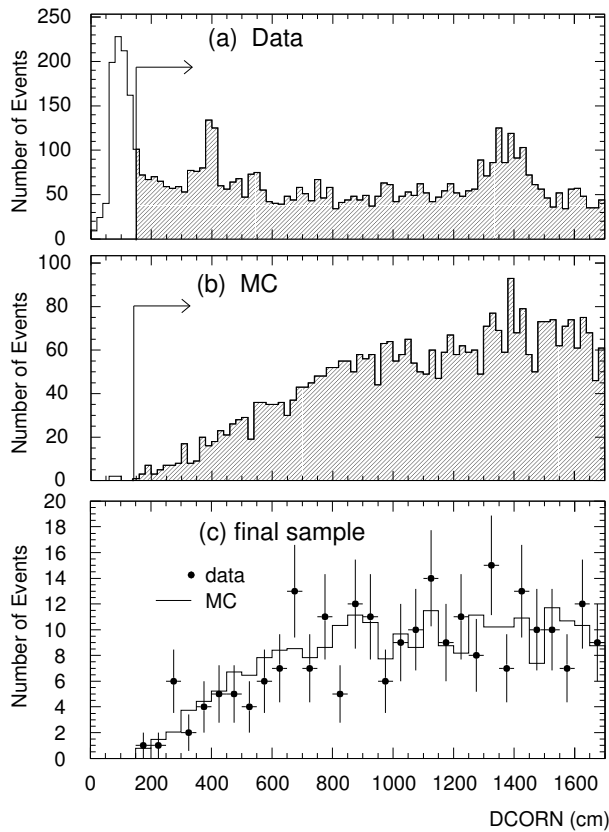 250
(a) Data
200
150
100
50
0
Number of Events
100
(b) MC
80
60
40
20
0
Number of Events
20
(c) final sample
18
16
14
data
12
MC
10
8
6
4
2
0
Number of Events
0 200 400 600 800 1000 1200 1400 1600
DCORN (cm)